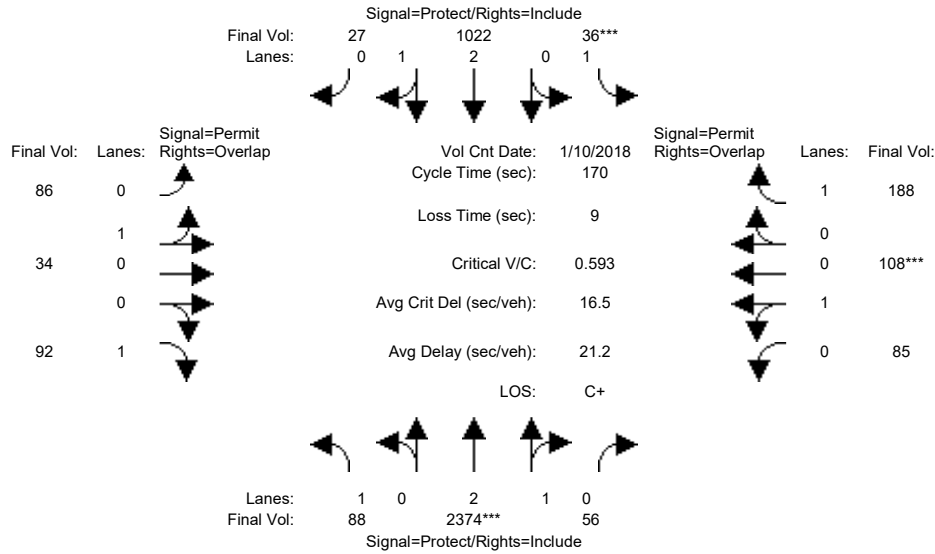 Signal=Protect/Rights=Include
Final Vol: 27 1022 36***
Lanes: 0 1 2 0 1
Signal=Permit Signal=Permit
Final Vol: Lanes: Rights=Overlap Vol Cnt Date: 1/10/2018 Rights=Overlap Lanes: Final Vol:
Cycle Time (sec): 170
86 0 1 188
Loss Time (sec): 9
1 0
34 0 Critical V/C: 0.593 0 108***
0 Avg Crit Del (sec/veh): 16.5 1
92 1 Avg Delay (sec/veh): 21.2 0 85
LOS: C+
Lanes: 1 0 2 1 0
Final Vol: 88 2374*** 56
Signal=Protect/Rights=Include